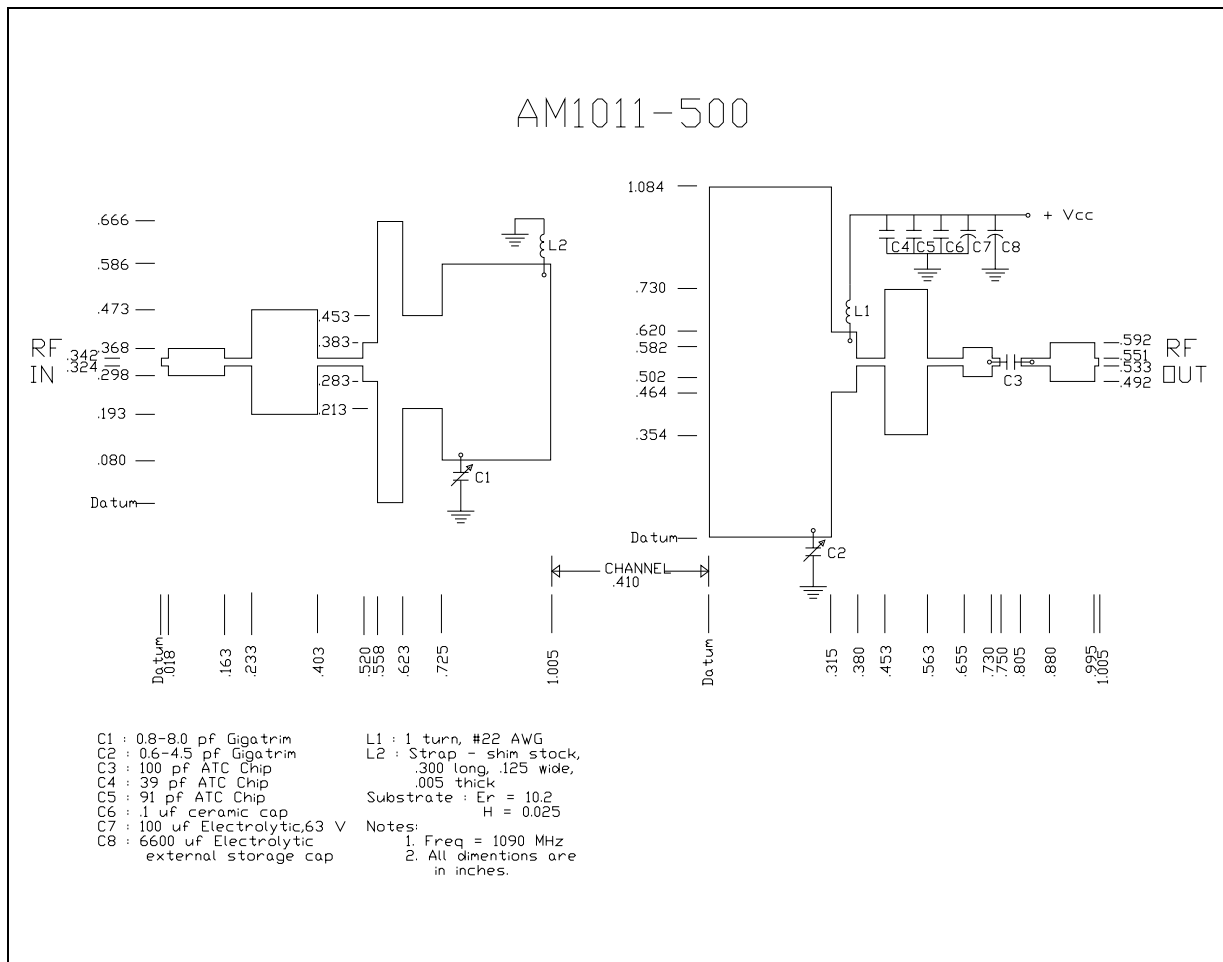 AM1011-500
.666
.586
.473
.368
.342
.324
.298
.193
.080
Datum
RF
IN
.453
.383
.283
.213
L2
C1
1.084
.730
.620
.582
.502
.464
.354
Datum
+ Vcc
C4
C5
C6
C7
C8
L1
C3
C2
.592
.551
.533
.492
RF
OUT
CHANNEL
.410
Datum
.018
.163
.233
.403
.520
.558
.623
.725
1.005
Datum
.315
.380
.453
.563
.655
.730
.750
.805
.880
.995
1.005
C1 : 0.8-8.0 pf Gigatrim
C2 : 0.6-4.5 pf Gigatrim
C3 : 100 pf ATC Chip
C4 : 39 pf ATC Chip
C5 : 91 pf ATC Chip
C6 : .1 uf ceramic cap
C7 : 100 uf Electrolytic,63 V
C8 : 6600 uf Electrolytic
external storage cap
L1 : 1 turn, #22 AWG
L2 : Strap - shim stock,
.300 long, .125 wide,
.005 thick
Substrate : Er = 10.2
H = 0.025
Notes:
1. Freq = 1090 MHz
2. All dimentions are
in inches.